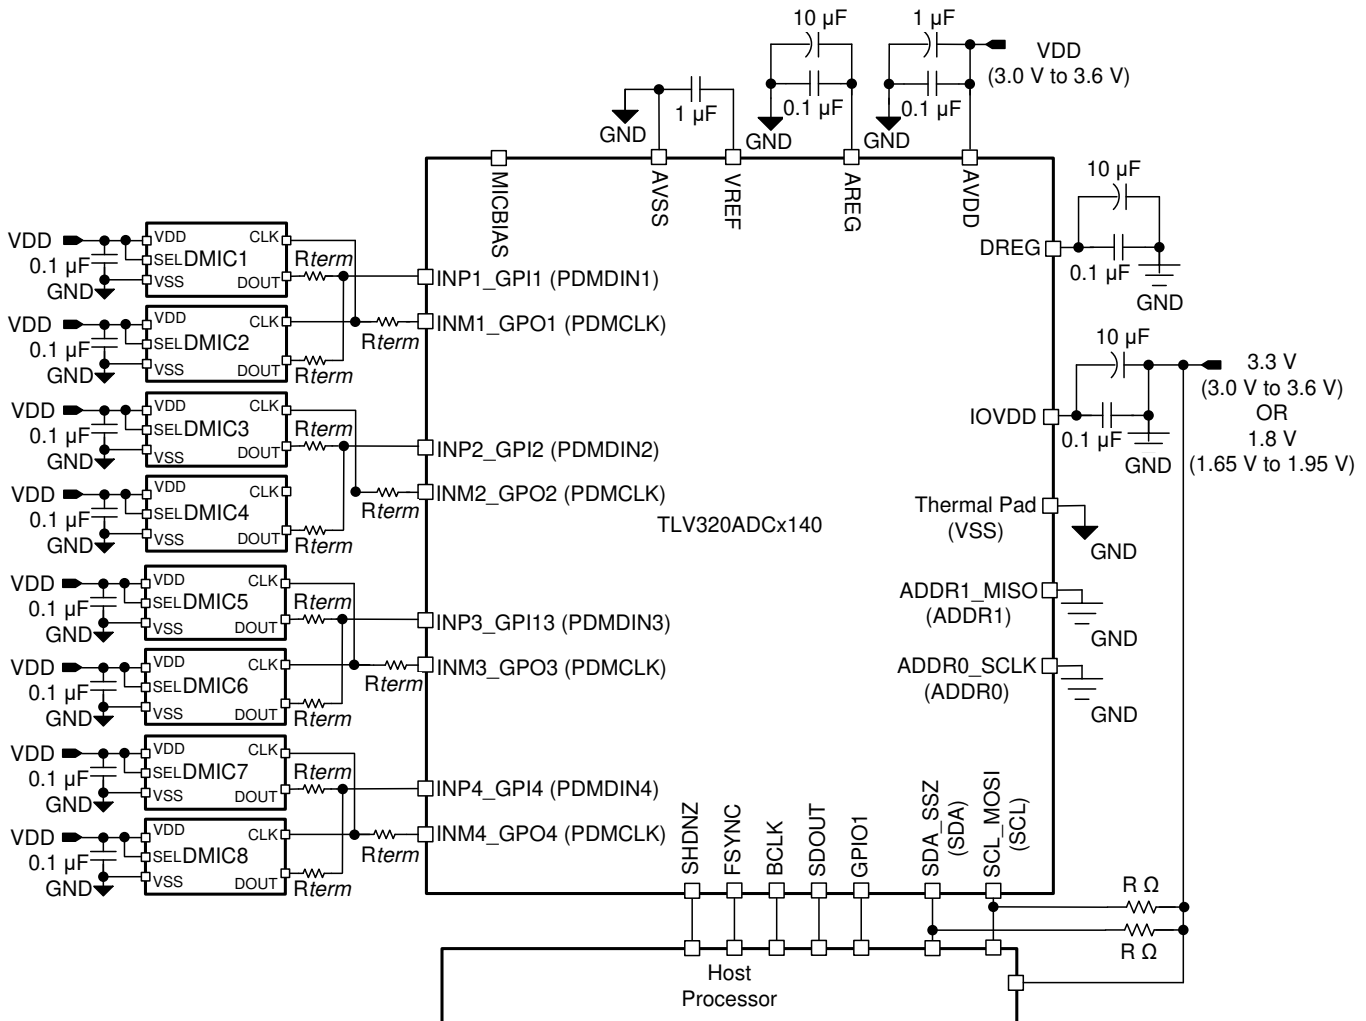 10 µF
1 µF
VDD
(3.0 V to 3.6 V)
0.1 µF
0.1 µF
1 µF
GND
GND
GND
MICBIAS
AVSS
VREF
AREG
AVDD
10 µF
DREG
0.1 µF
GND
VDD
0.1 µF
GND
VDD
SEL
VSS
DMIC1
CLK
DOUT
Rterm
INP1_GPI1 (PDMDIN1)
VDD
0.1 µF
GND
VDD
SEL
VSS
DMIC2
CLK
DOUT
Rterm
Rterm
INM1_GPO1 (PDMCLK)
VDD
0.1 µF
GND
VDD
SEL
VSS
DMIC3
CLK
DOUT
Rterm
INP2_GPI2 (PDMDIN2)
VDD
0.1 µF
GND
VDD
SEL
VSS
DMIC4
CLK
DOUT
Rterm
Rterm
INM2_GPO2 (PDMCLK)
VDD
0.1 µF
GND
VDD
SEL
VSS
DMIC5
CLK
DOUT
Rterm
INP3_GPI13 (PDMDIN3)
VDD
0.1 µF
GND
VDD
SEL
VSS
DMIC6
CLK
DOUT
Rterm
Rterm
INM3_GPO3 (PDMCLK)
VDD
0.1 µF
GND
VDD
SEL
VSS
DMIC7
CLK
DOUT
Rterm
INP4_GPI4 (PDMDIN4)
VDD
0.1 µF
GND
VDD
SEL
VSS
DMIC8
CLK
DOUT
Rterm
Rterm
INM4_GPO4 (PDMCLK)
TLV320ADCx140
10 µF
IOVDD
0.1 µF
GND
3.3 V
(3.0 V to 3.6 V)
OR
1.8 V
(1.65 V to 1.95 V)
Thermal Pad
(VSS)
GND
ADDR1_MISO
(ADDR1)
GND
ADDR0_SCLK
(ADDR0)
GND
SHDNZ
FSYNC
BCLK
SDOUT
GPIO1
SDA_SSZ
(SDA)
SCL_MOSI
(SCL)
R Ω
R Ω
Host
Processor